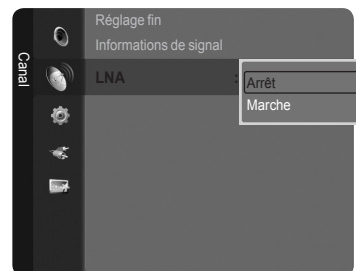 Canal
Réglage fin
Informations de signal
LNA :
Arrêt
Marche